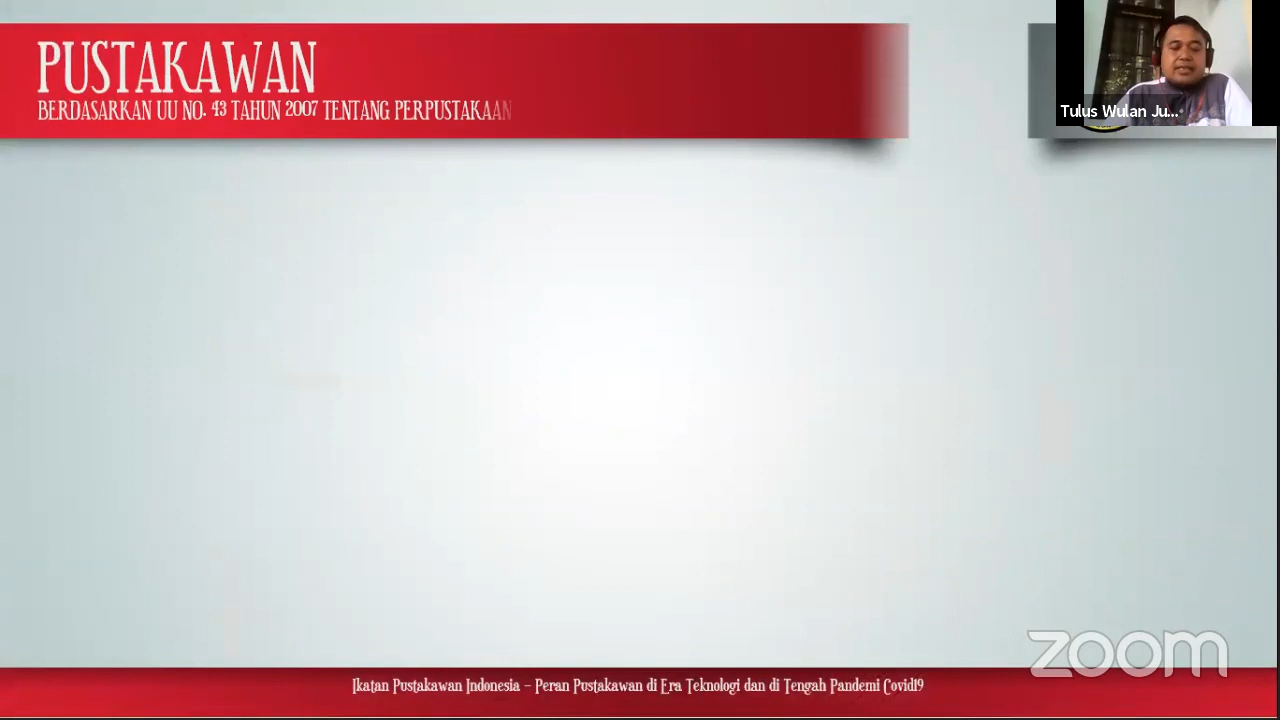 PUSTAKAWAN
BERDASARKAN UU NO. 43 TAHUN 2007 TENTANG PERPUSTAKAAN
Tulus Wulan Ju...
zoom
Ikatan Pustakawan Indonesia – Peran Pustakawan di Era Teknologi dan di Tengah Pandemi Covid19